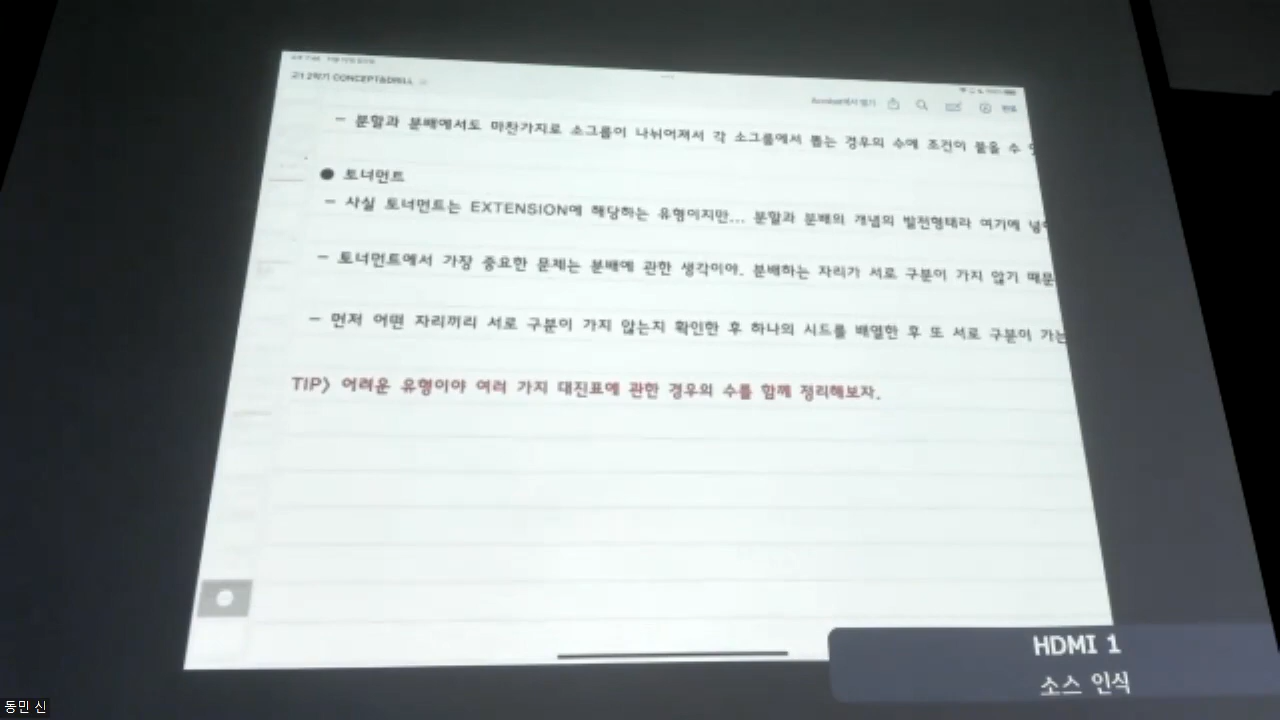 고1 2학기 CONCEPT&DRILL
Acrobat에서 열기
- 분할과 분배에서도 마찬가지로 소그룹이 나뉘어져서 각 소그룹에서 뽑는 경우의 수에 조건이 붙을 수
● 토너먼트
- 사실 토너먼트는 EXTENSION에 해당하는 유형이지만... 분할과 분배의 개념의 발전형태라 여기에
- 토너먼트에서 가장 중요한 문제는 분배에 관한 생각이야. 분배하는 자리가 서로 구분이 가지 않기 때문
- 먼저 어떤 자리끼리 서로 구분이 가지 않는지 확인한 후 하나의 시드를 배열한 후 또 서로 구분이 가는
TIP> 어려운 유형이야 여러 가지 대진표에 관한 경우의 수를 함께 정리해보자.
HDMI 1
소스 인식
동민 신